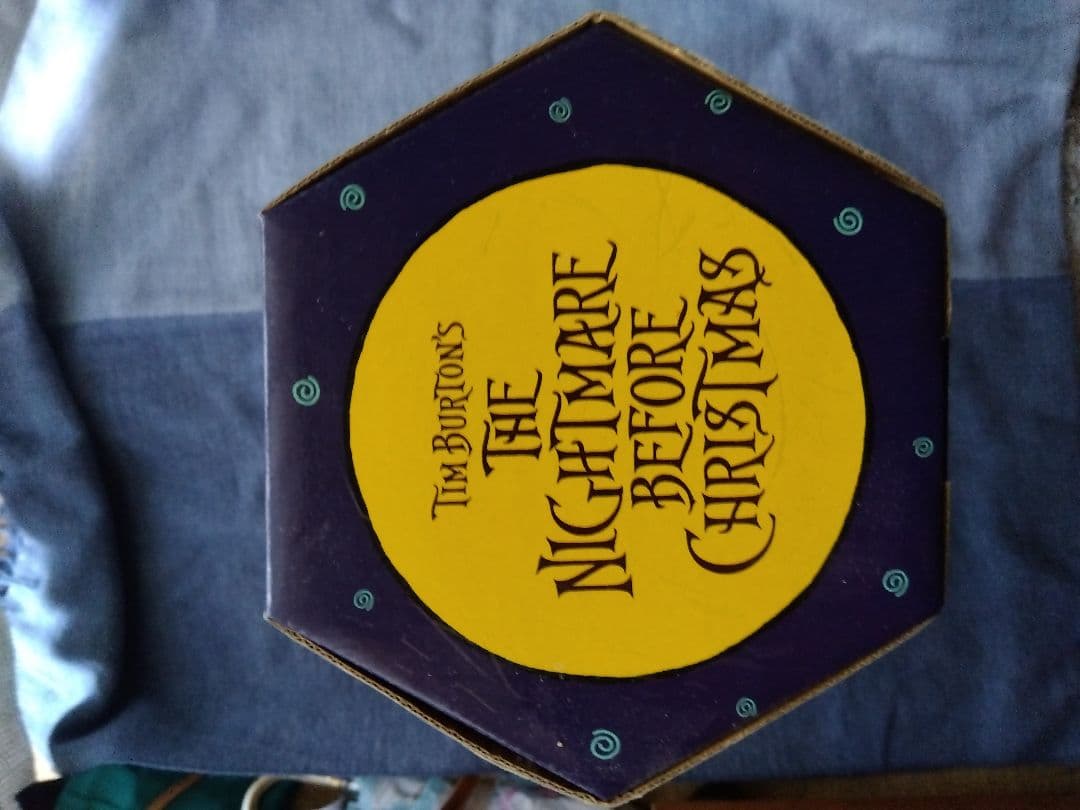 TIM BURTON'S
THE
NIGHTMARE
BEFORE
CHRISTMAS